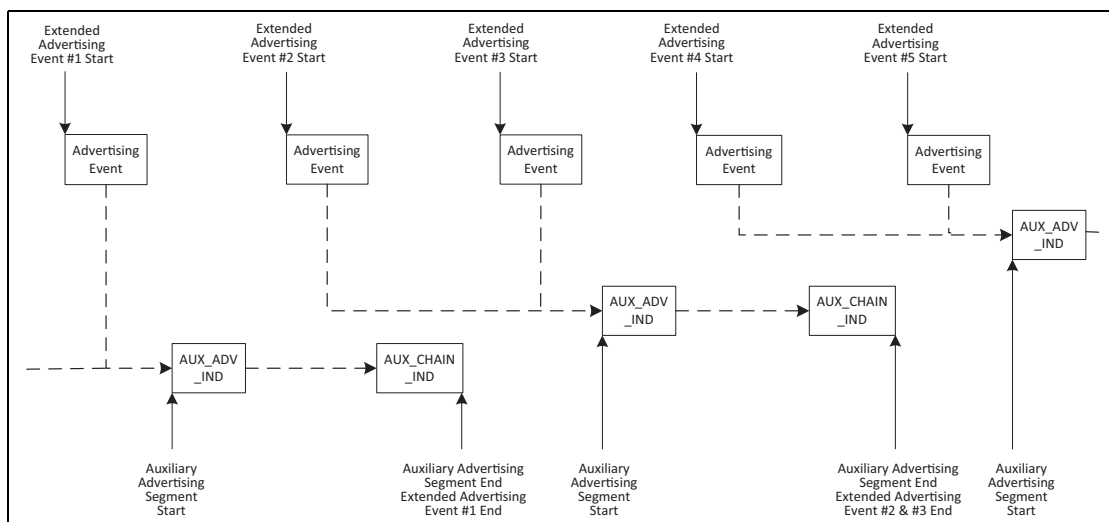 Extended
Advertising
Event #1 Start
Extended
Advertising
Event #2 Start
Extended
Advertising
Event #3 Start
Extended
Advertising
Event #4 Start
Extended
Advertising
Event #5 Start
Advertising
Event
Advertising
Event
Advertising
Event
Advertising
Event
Advertising
Event
AUX_ADV
_IND
AUX_ADV
_IND
AUX_CHAIN
_IND
AUX_ADV
_IND
AUX_CHAIN
_IND
Auxiliary
Advertising
Segment
Start
Auxiliary Advertising
Segment End
Extended Advertising
Event #1 End
Auxiliary
Advertising
Segment
Start
Auxiliary Advertising
Segment End
Extended Advertising
Event #2 & #3 End
Auxiliary
Advertising
Segment
Start